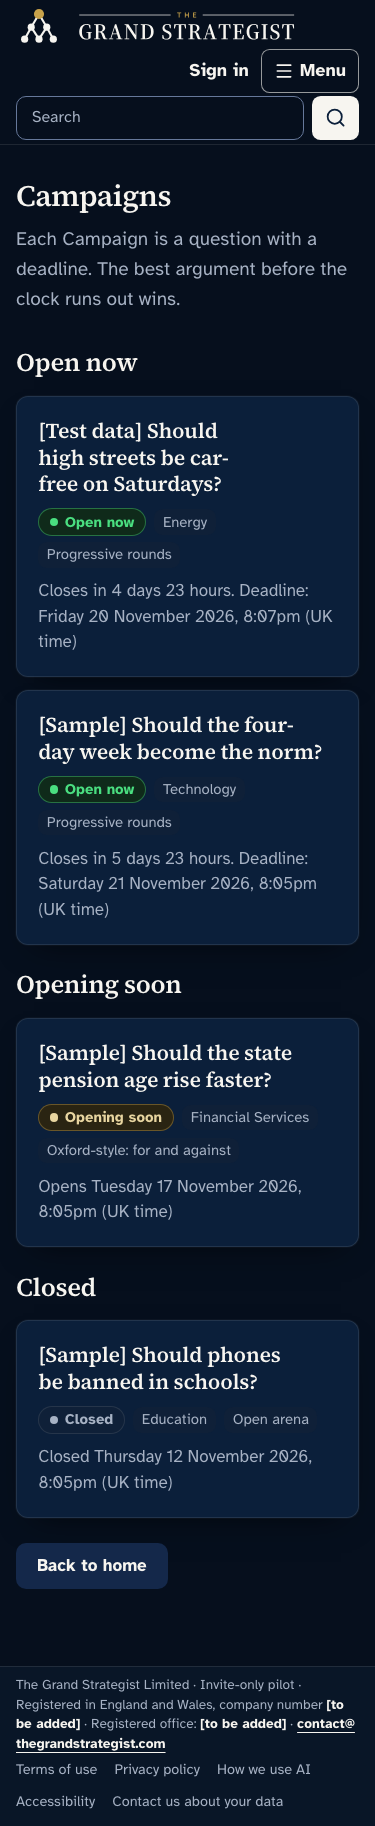 THE
GRAND STRATEGIST
Sign in
Menu
Search
Campaigns
Each Campaign is a question with a
deadline. The best argument before the
clock runs out wins.
Open now
[Test data] Should
high streets be car-
free on Saturdays?
Open now Energy
Progressive rounds
Closes in 4 days 23 hours. Deadline:
Friday 20 November 2026, 8:07pm (UK
time)
[Sample] Should the four-
day week become the norm?
Open now Technology
Progressive rounds
Closes in 5 days 23 hours. Deadline:
Saturday 21 November 2026, 8:05pm
(UK time)
Opening soon
[Sample] Should the state
pension age rise faster?
Opening soon Financial Services
Oxford-style: for and against
Opens Tuesday 17 November 2026,
8:05pm (UK time)
Closed
[Sample] Should phones
be banned in schools?
Closed Education Open arena
Closed Thursday 12 November 2026,
8:05pm (UK time)
Back to home
The Grand Strategist Limited · Invite-only pilot ·
Registered in England and Wales, company number [to
be added] · Registered office: [to be added] · contact@
thegrandstrategist.com
Terms of use Privacy policy How we use AI
Accessibility Contact us about your data